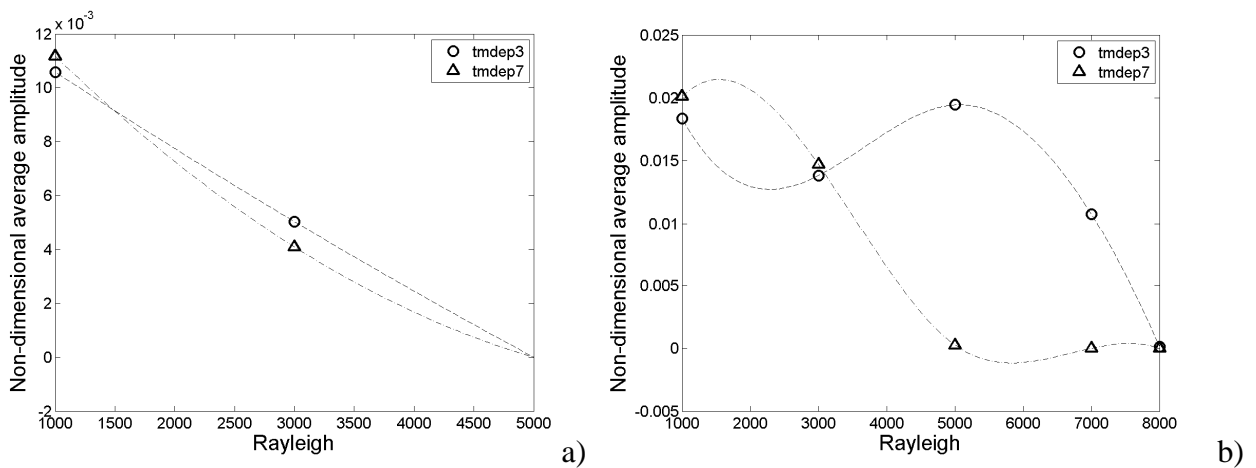 x 10⁻³
12
10
8
6
4
2
0
-2
Non-dimensional average amplitude
tmdep3
tmdep7
1000 1500 2000 2500 3000 3500 4000 4500 5000
Rayleigh
a)
0.025
0.02
0.015
0.01
0.005
0
-0.005
Non-dimensional average amplitude
tmdep3
tmdep7
1000 2000 3000 4000 5000 6000 7000 8000
Rayleigh
b)